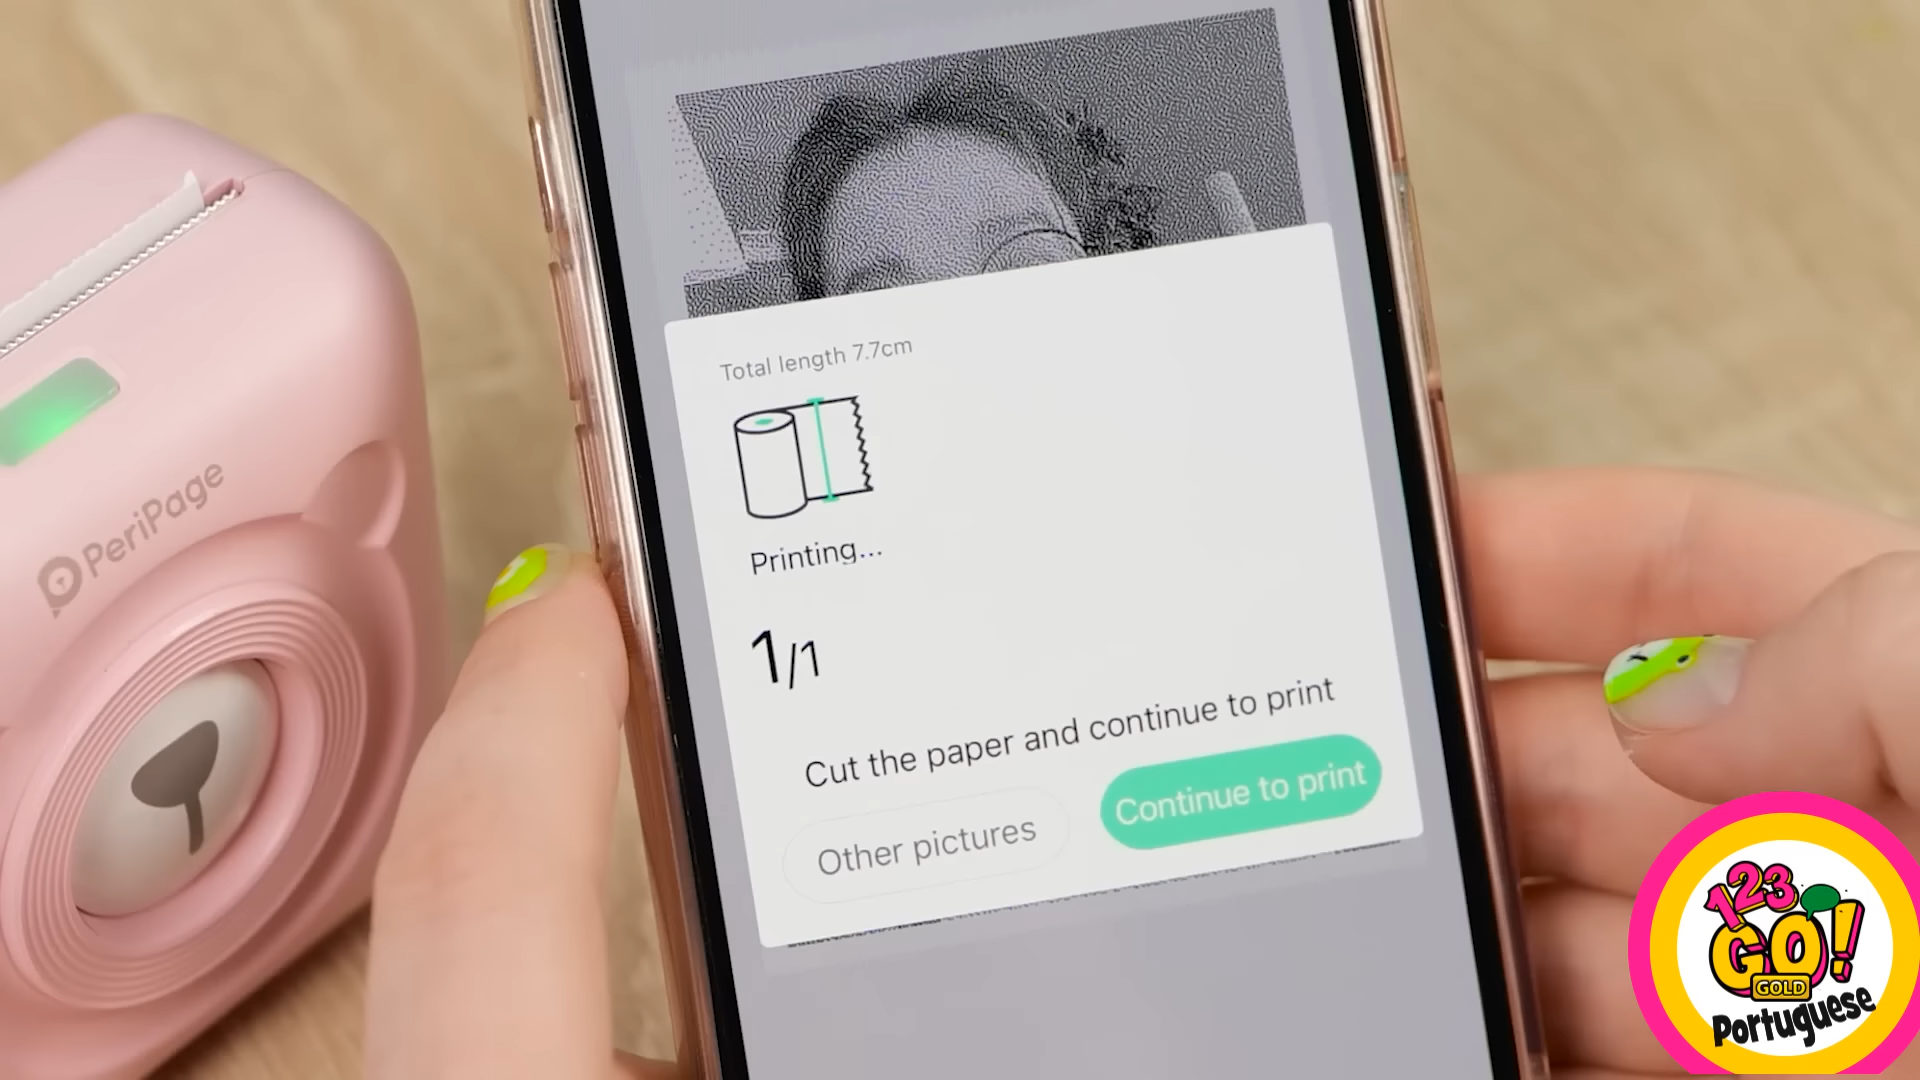 PeriPage
Total length 7.7cm
Printing...
1/1
Cut the paper and continue to print
Other pictures
Continue to print
123
GO!
GOLD
Portuguese